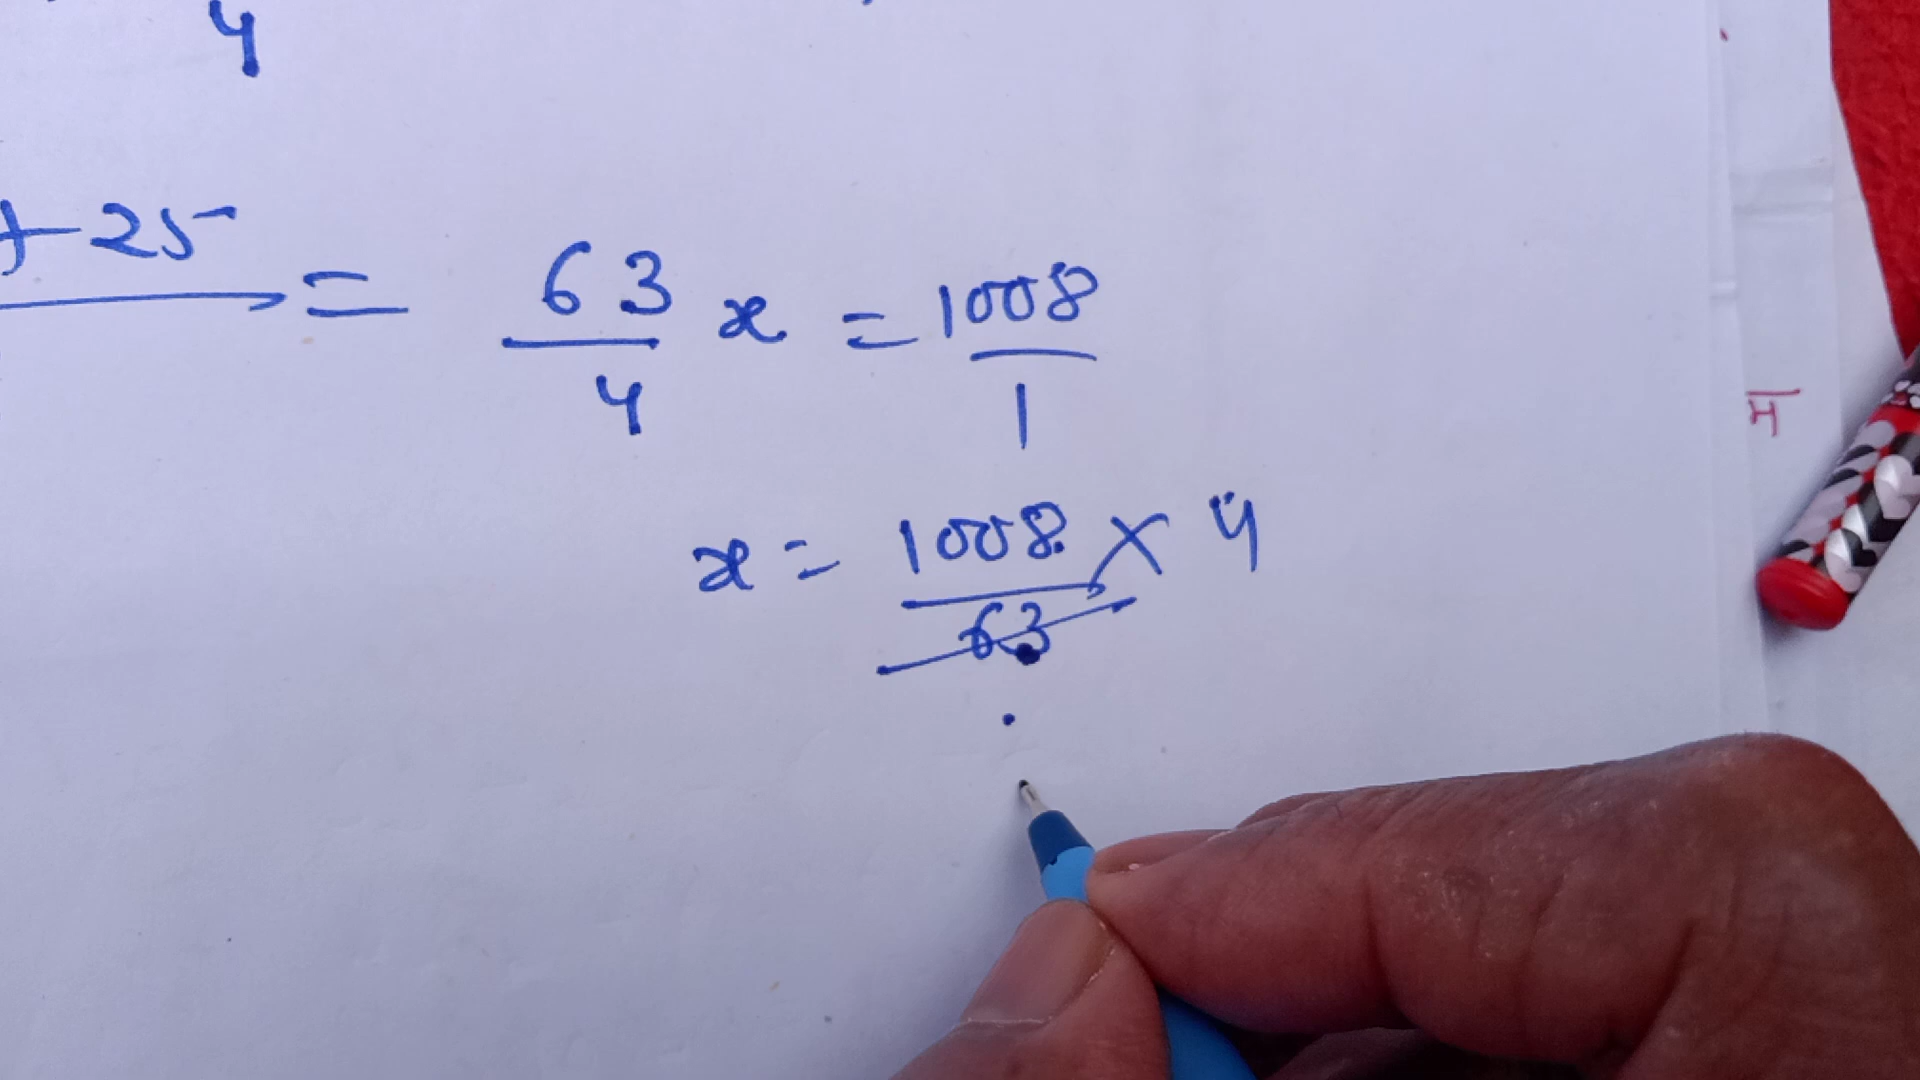 4
+ 25 = 63/4 x = 1008/1
x = 1008 × 4 / 63
म